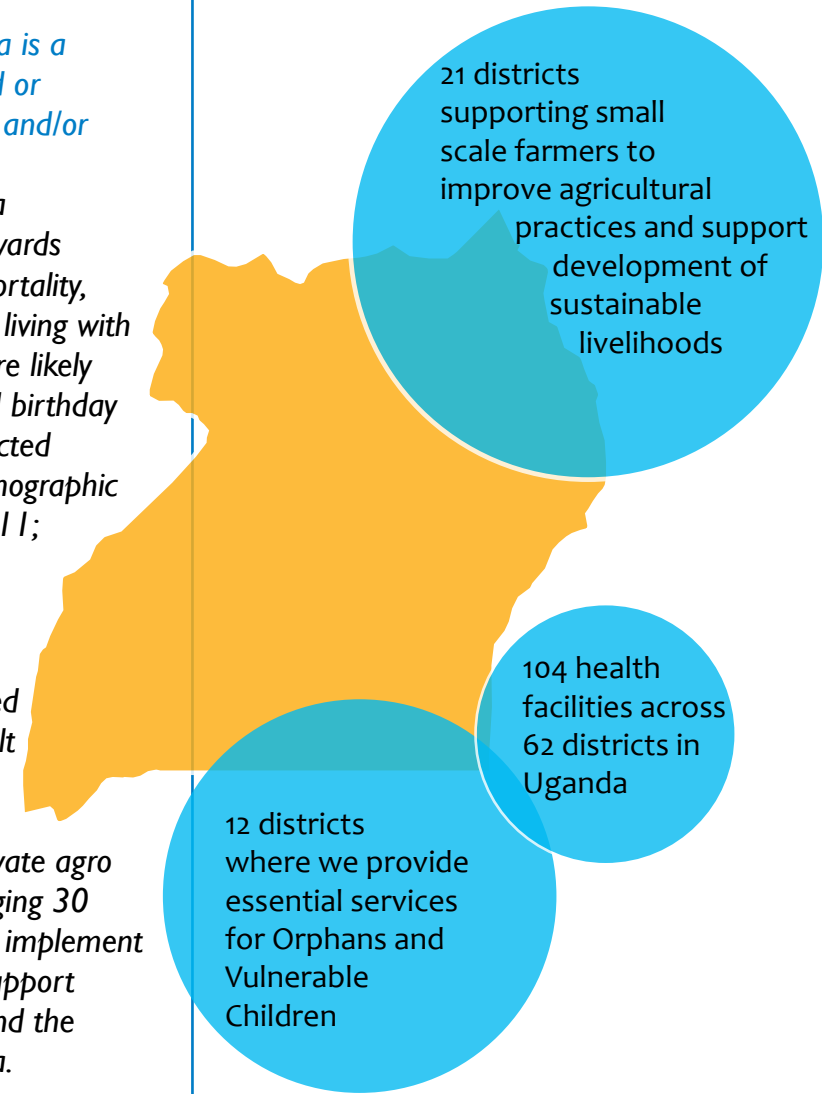 a is a
or
and/or
a
wards
ortality,
living with
re likely
birthday
cted
nographic
11;
ed
lt
vate agro
ging 30
implement
upport
nd the
a.
21 districts
supporting small
scale farmers to
improve agricultural
practices and support
development of
sustainable
livelihoods
104 health
facilities across
62 districts in
Uganda
12 districts
where we provide
essential services
for Orphans and
Vulnerable
Children